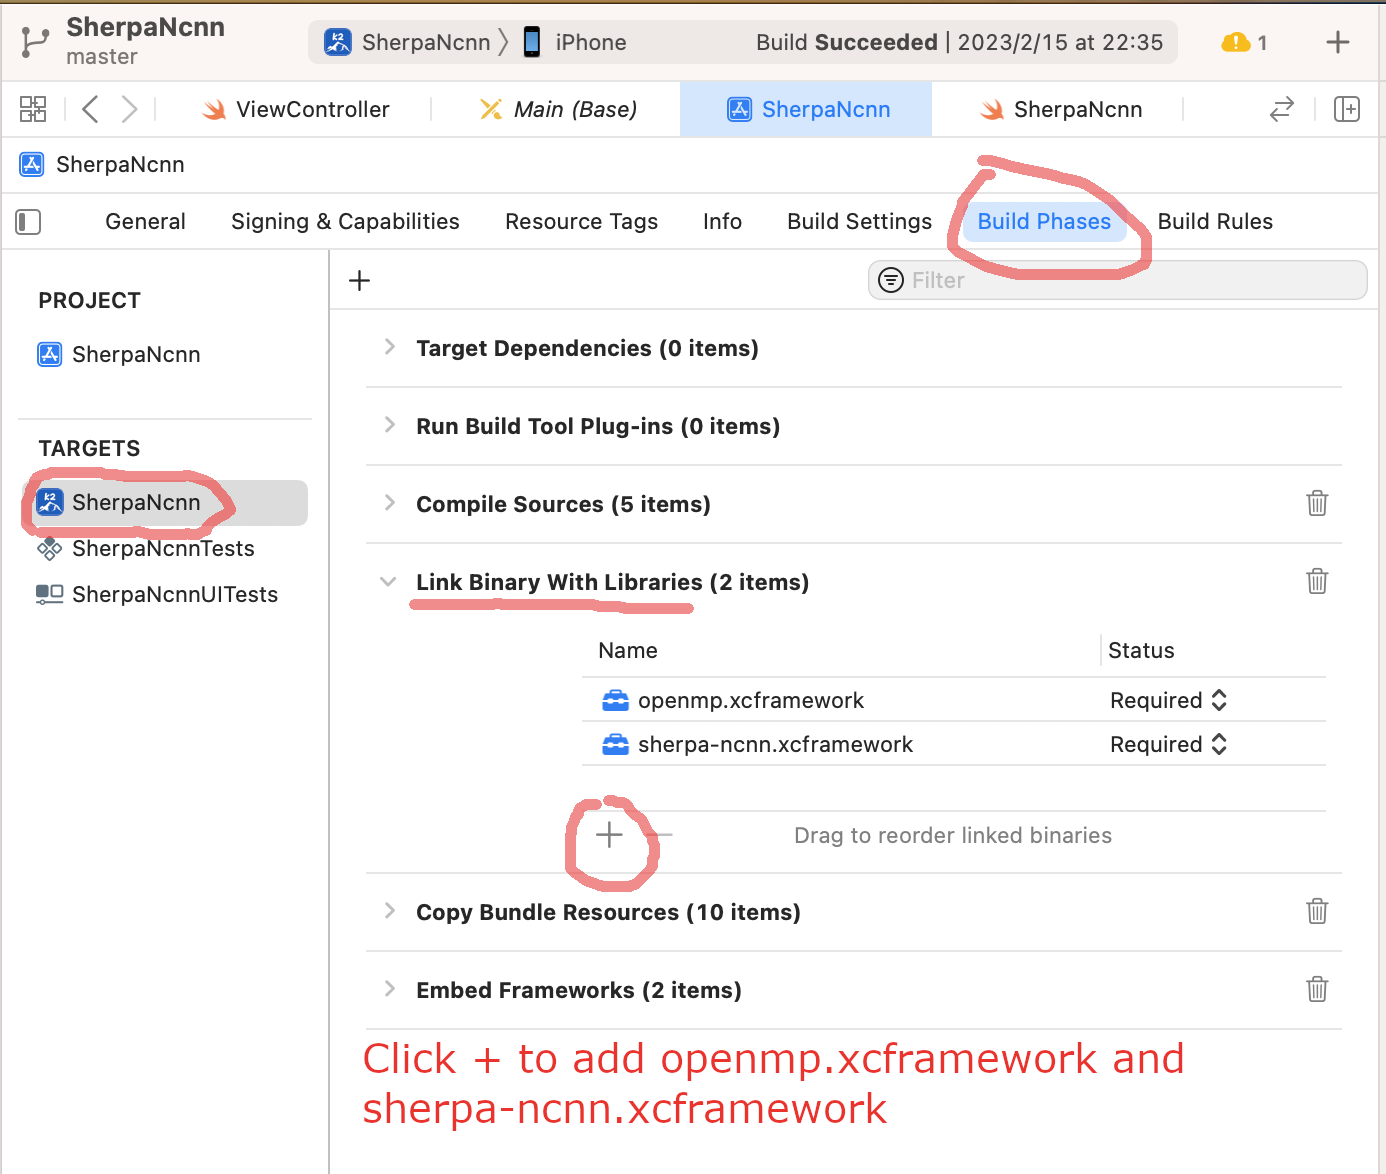 SherpaNcnn
master
SherpaNcnn iPhone Build Succeeded | 2023/2/15 at 22:35 1
ViewController Main (Base) SherpaNcnn SherpaNcnn
SherpaNcnn
General Signing & Capabilities Resource Tags Info Build Settings Build Phases Build Rules
Filter
PROJECT
SherpaNcnn
TARGETS
k2 SherpaNcnn
SherpaNcnnTests
SherpaNcnnUITests
Target Dependencies (0 items)
Run Build Tool Plug-ins (0 items)
Compile Sources (5 items)
Link Binary With Libraries (2 items)
Name Status
openmp.xcframework Required
sherpa-ncnn.xcframework Required
Drag to reorder linked binaries
Copy Bundle Resources (10 items)
Embed Frameworks (2 items)
Click + to add openmp.xcframework and
sherpa-ncnn.xcframework